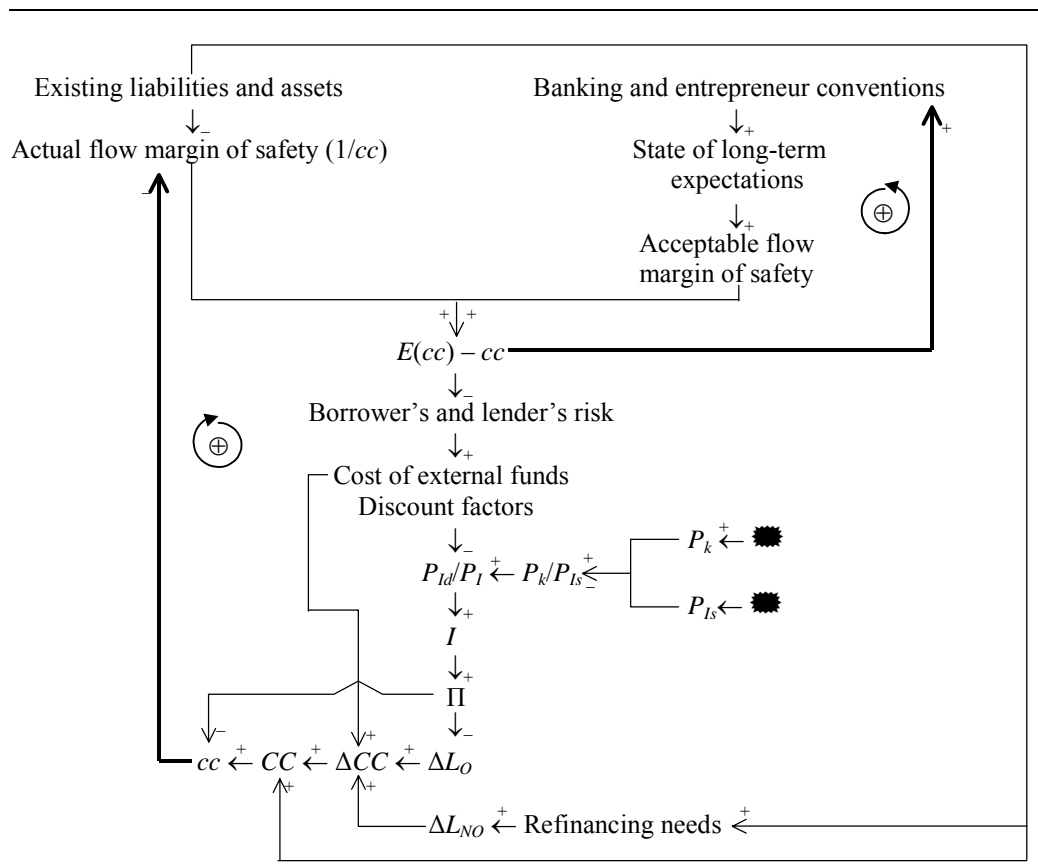 Existing liabilities and assets
Banking and entrepreneur conventions
–
+
+
Actual flow margin of safety (1/cc)
State of long-term
expectations
–
⊕
+
Acceptable flow
margin of safety
+ +
E(cc) – cc
–
Borrower’s and lender’s risk
⊕
+
Cost of external funds
Discount factors
–
P_k ← +
P_Id/P_I ← + P_k/P_Is + –
P_Is ←
+
I
+
Π
– + –
cc ← + CC ← + ΔCC ← + ΔL_O
+ +
ΔL_NO ← + Refinancing needs +